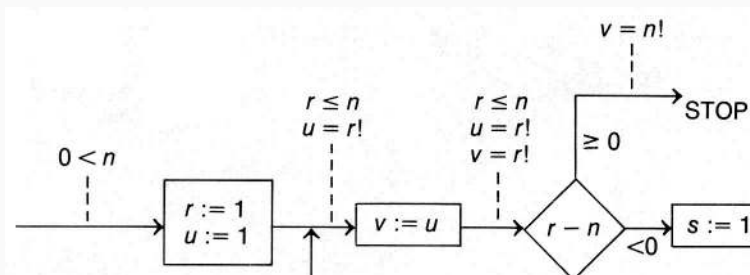 v = n!
r ≤ n
u = r!
r ≤ n
u = r!
v = r!
STOP
0 < n
≥ 0
r := 1
u := 1
v := u
r – n
<0
s := 1